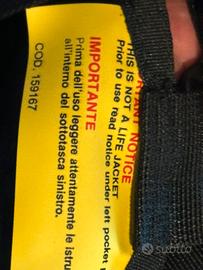 IMPORTANT NOTICE
THIS IS NOT A LIFE JACKET
Prior to use read notice under left pocket
IMPORTANTE
Prima dell'uso leggere attentamente le istru
all'interno del sottotasca sinistro.
COD. 159167
subito